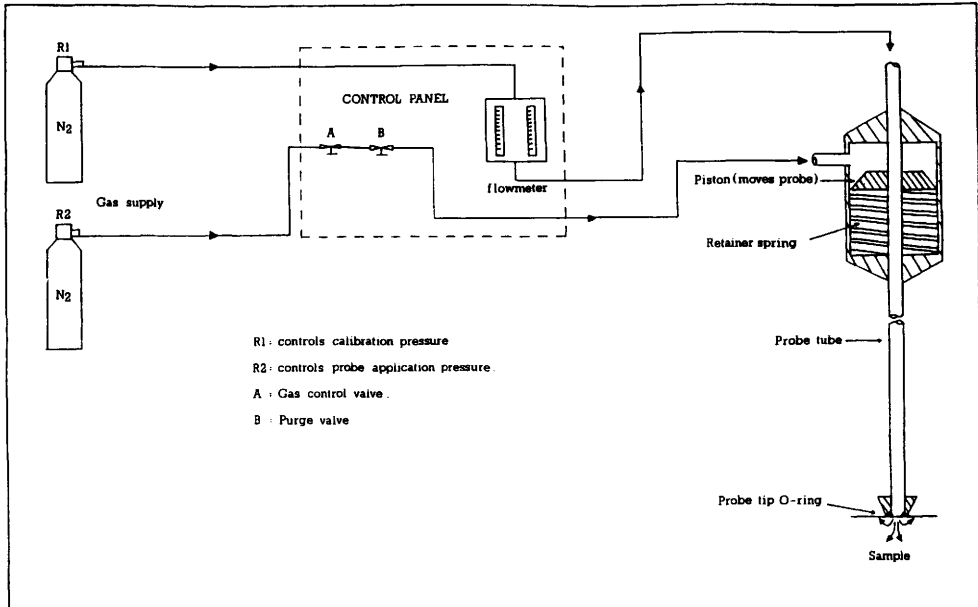 R1
N2
CONTROL PANEL
A B
flowmeter
Gas supply
R2
N2
Piston (moves probe)
Retainer spring
R1 : controls calibration pressure
R2: controls probe application pressure.
A : Gas control valve.
B : Purge valve
Probe tube
Probe tip O-ring
Sample